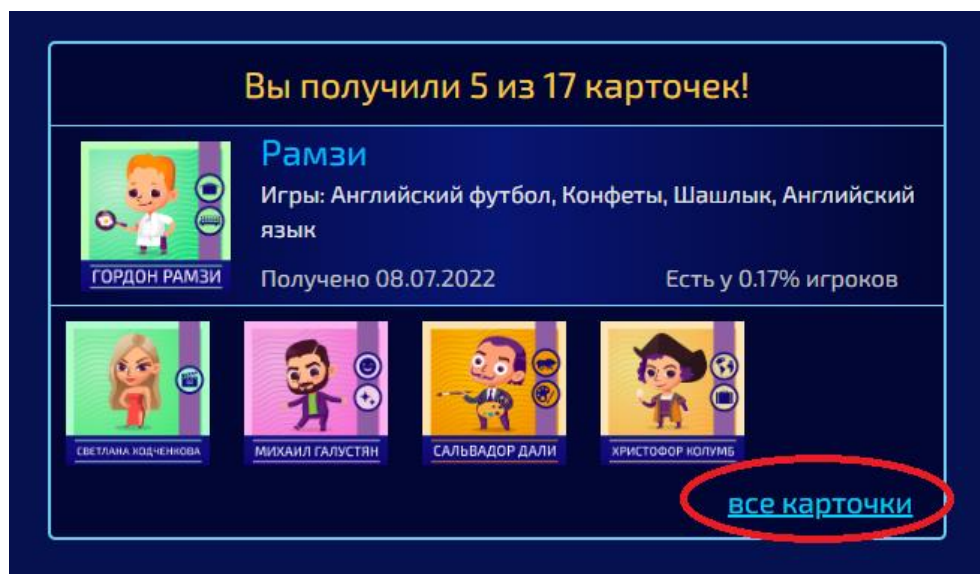 Вы получили 5 из 17 карточек!
Рамзи
Игры: Английский футбол, Конфеты, Шашлык, Английский
язык
ГОРДОН РАМЗИ
Получено 08.07.2022
Есть у 0.17% игроков
СВЕТЛАНА ХОДЧЕНКОВА
МИХАИЛ ГАЛУСТЯН
САЛЬВАДОР ДАЛИ
ХРИСТОФОР КОЛУМБ
все карточки